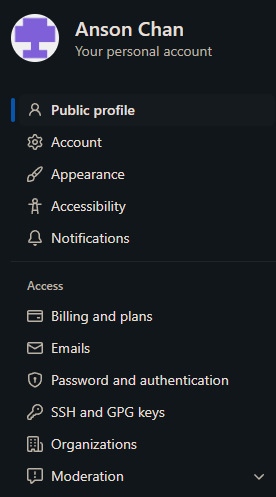 Anson Chan
Your personal account
Public profile
Account
Appearance
Accessibility
Notifications
Access
Billing and plans
Emails
Password and authentication
SSH and GPG keys
Organizations
Moderation